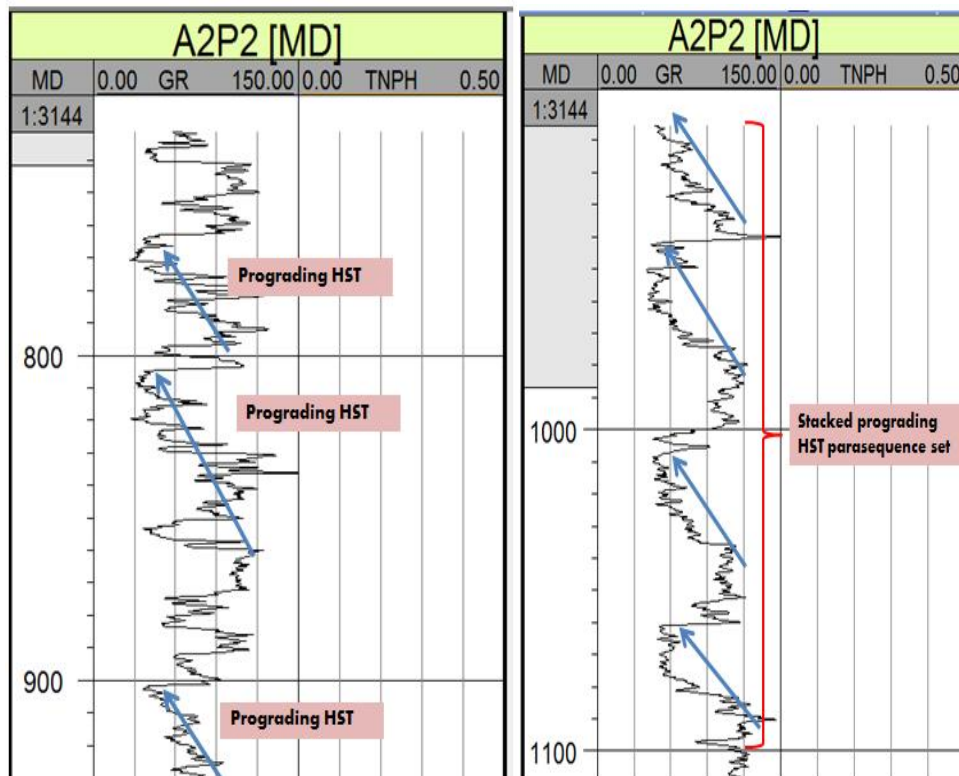 A2P2 [MD]
MD 0.00 GR 150.00 0.00 TNPH 0.50
1:3144
Prograding HST
800
Prograding HST
900
Prograding HST
A2P2 [MD]
MD 0.00 GR 150.00 0.00 TNPH 0.50
1:3144
1000
Stacked prograding
HST parasequence set
1100